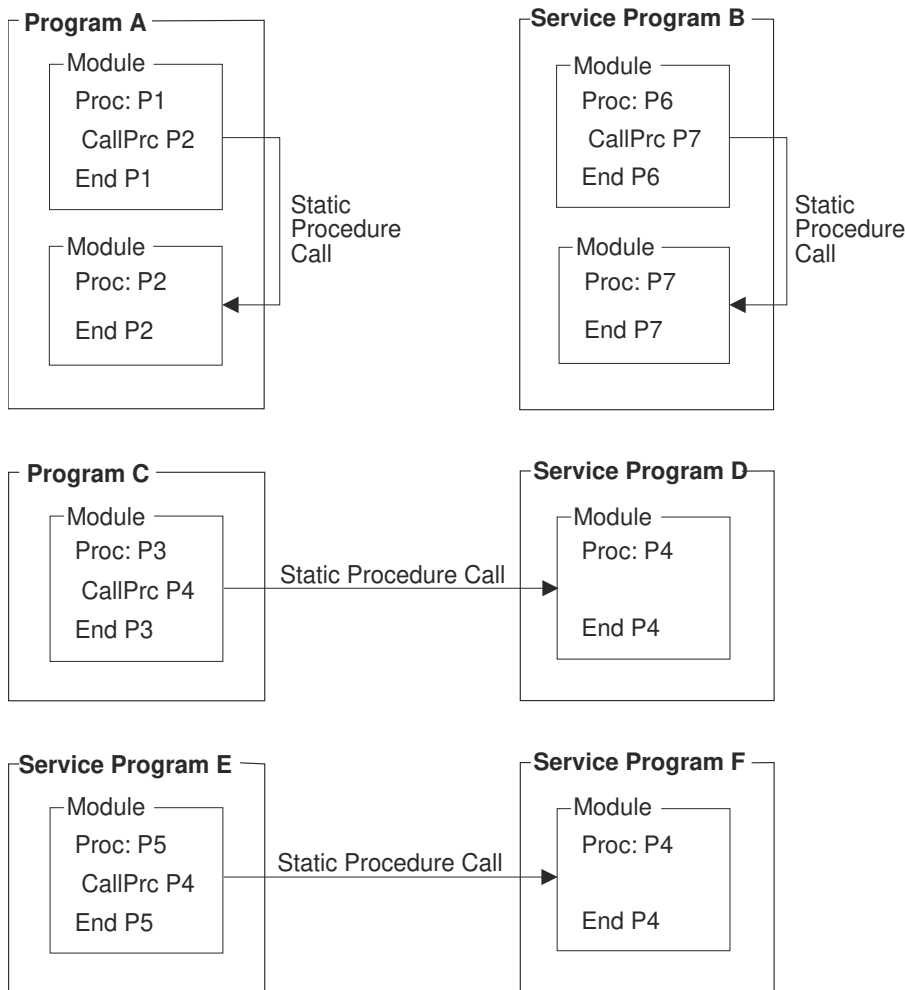 Program A
Module
Proc: P1
CallPrc P2
End P1
Static
Procedure
Call
Module
Proc: P2
End P2
Service Program B
Module
Proc: P6
CallPrc P7
End P6
Static
Procedure
Call
Module
Proc: P7
End P7
Program C
Module
Proc: P3
CallPrc P4
End P3
Static Procedure Call
Service Program D
Module
Proc: P4
End P4
Service Program E
Module
Proc: P5
CallPrc P4
End P5
Static Procedure Call
Service Program F
Module
Proc: P4
End P4